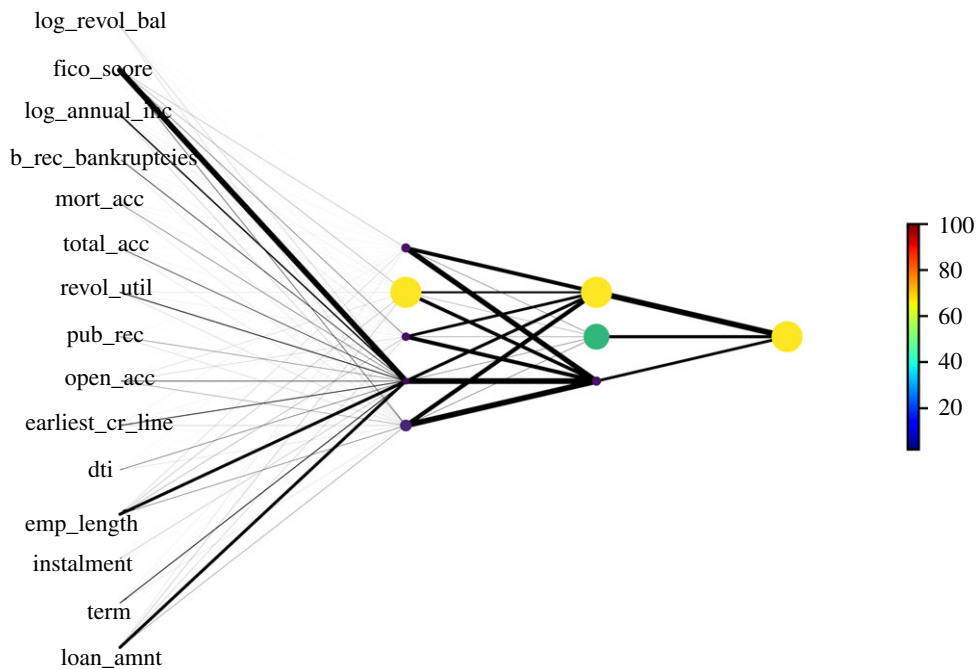 log_revol_bal
fico_score
log_annual_inc
b_rec_bankruptcies
mort_acc
total_acc
revol_util
pub_rec
open_acc
earliest_cr_line
dti
emp_length
instalment
term
loan_amnt
100
80
60
40
20